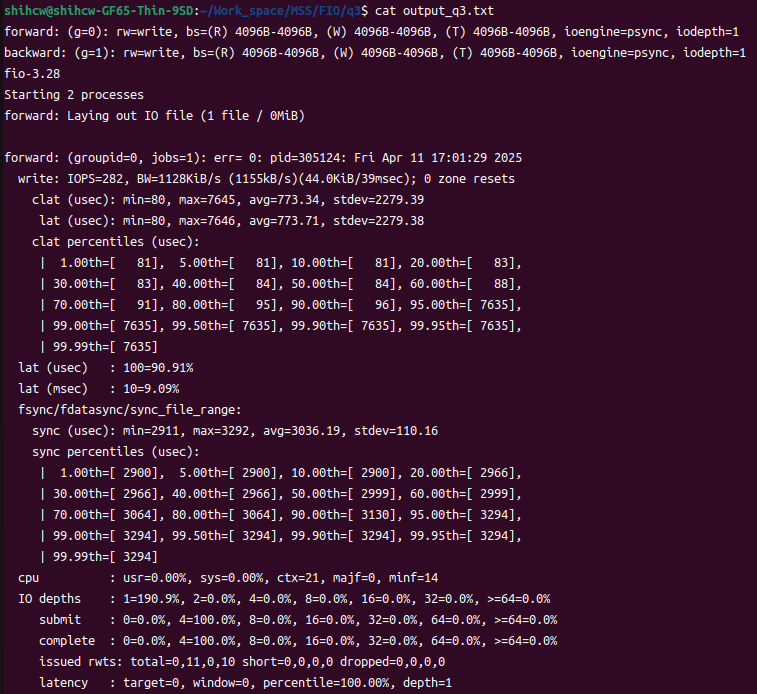 shihcw@shihcw-GF65-Thin-9SD:~/Work_space/MSS/FIO/q3$ cat output_q3.txt
forward: (g=0): rw=write, bs=(R) 4096B-4096B, (W) 4096B-4096B, (T) 4096B-4096B, ioengine=psync, iodepth=1
backward: (g=1): rw=write, bs=(R) 4096B-4096B, (W) 4096B-4096B, (T) 4096B-4096B, ioengine=psync, iodepth=1
fio-3.28
Starting 2 processes
forward: Laying out IO file (1 file / 0MiB)

forward: (groupid=0, jobs=1): err= 0: pid=305124: Fri Apr 11 17:01:29 2025
  write: IOPS=282, BW=1128KiB/s (1155kB/s)(44.0KiB/39msec); 0 zone resets
    clat (usec): min=80, max=7645, avg=773.34, stdev=2279.39
     lat (usec): min=80, max=7646, avg=773.71, stdev=2279.38
    clat percentiles (usec):
     |  1.00th=[   81],  5.00th=[   81], 10.00th=[   81], 20.00th=[   83],
     | 30.00th=[   83], 40.00th=[   84], 50.00th=[   84], 60.00th=[   88],
     | 70.00th=[   91], 80.00th=[   95], 90.00th=[   96], 95.00th=[ 7635],
     | 99.00th=[ 7635], 99.50th=[ 7635], 99.90th=[ 7635], 99.95th=[ 7635],
     | 99.99th=[ 7635]
  lat (usec)   : 100=90.91%
  lat (msec)   : 10=9.09%
  fsync/fdatasync/sync_file_range:
    sync (usec): min=2911, max=3292, avg=3036.19, stdev=110.16
    sync percentiles (usec):
     |  1.00th=[ 2900],  5.00th=[ 2900], 10.00th=[ 2900], 20.00th=[ 2966],
     | 30.00th=[ 2966], 40.00th=[ 2966], 50.00th=[ 2999], 60.00th=[ 2999],
     | 70.00th=[ 3064], 80.00th=[ 3064], 90.00th=[ 3130], 95.00th=[ 3294],
     | 99.00th=[ 3294], 99.50th=[ 3294], 99.90th=[ 3294], 99.95th=[ 3294],
     | 99.99th=[ 3294]
  cpu          : usr=0.00%, sys=0.00%, ctx=21, majf=0, minf=14
  IO depths    : 1=190.9%, 2=0.0%, 4=0.0%, 8=0.0%, 16=0.0%, 32=0.0%, >=64=0.0%
     submit    : 0=0.0%, 4=100.0%, 8=0.0%, 16=0.0%, 32=0.0%, 64=0.0%, >=64=0.0%
     complete  : 0=0.0%, 4=100.0%, 8=0.0%, 16=0.0%, 32=0.0%, 64=0.0%, >=64=0.0%
     issued rwts: total=0,11,0,10 short=0,0,0,0 dropped=0,0,0,0
     latency   : target=0, window=0, percentile=100.00%, depth=1